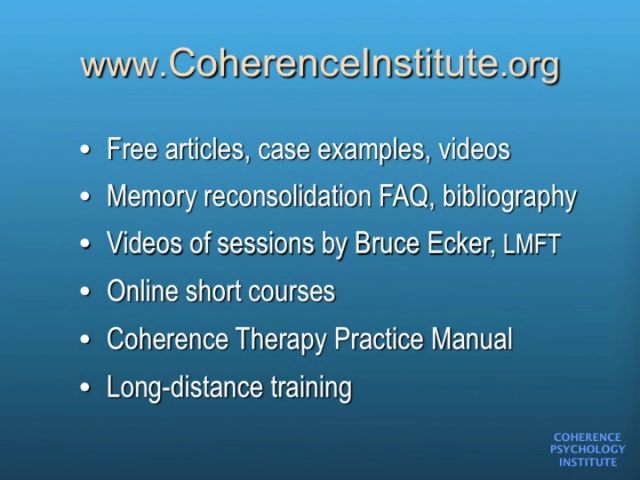 www.CoherenceInstitute.org
• Free articles, case examples, videos
• Memory reconsolidation FAQ, bibliography
• Videos of sessions by Bruce Ecker, LMFT
• Online short courses
• Coherence Therapy Practice Manual
• Long-distance training
COHERENCE
PSYCHOLOGY
INSTITUTE